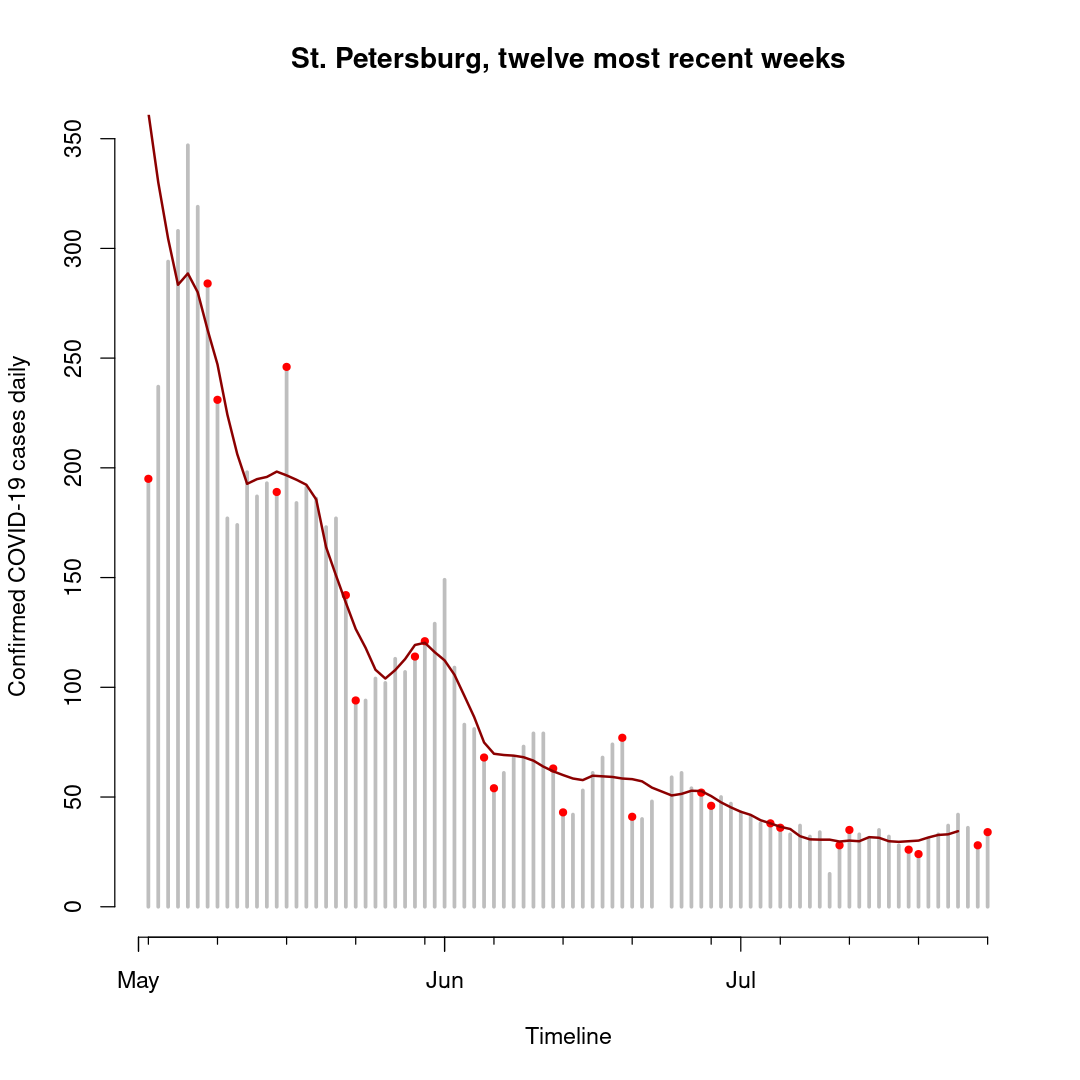 St. Petersburg, twelve most recent weeks
Confirmed COVID-19 cases daily
350
300
250
200
150
100
50
0
May Jun Jul
Timeline